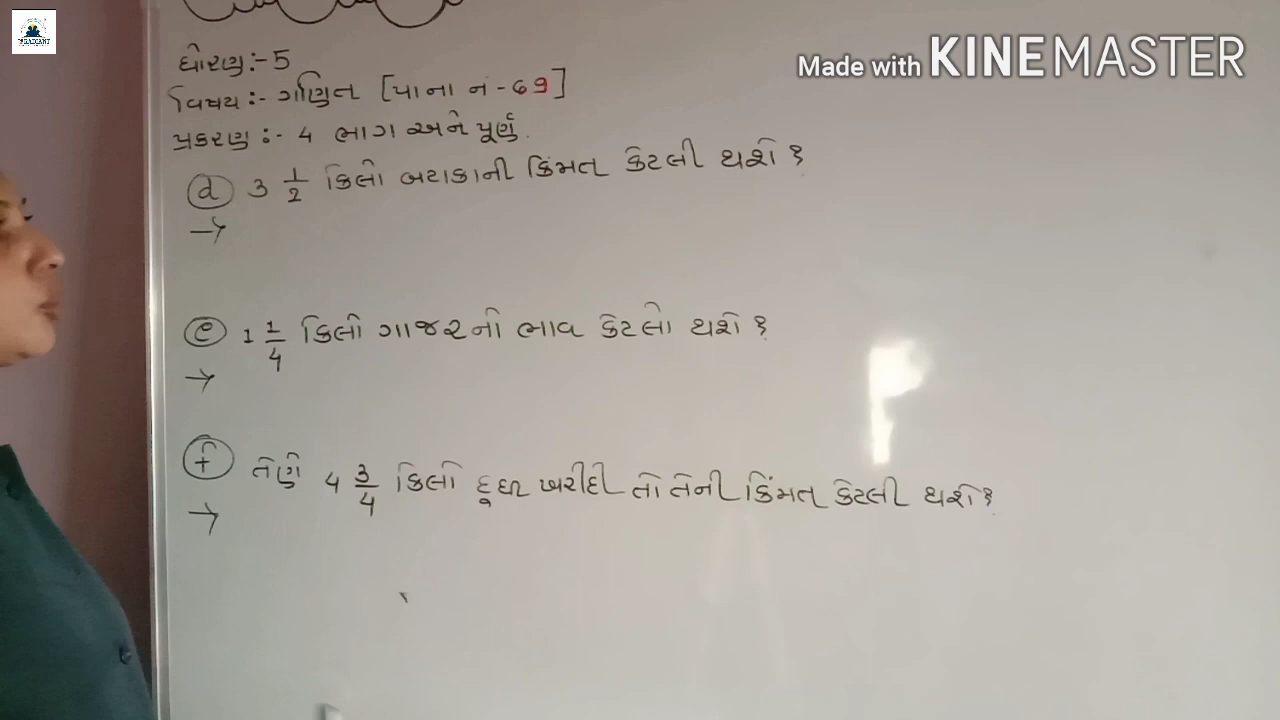 Made with KINEMASTER
ધોરણ:-5
વિષય:- ગણિત [પાના નં-69]
પ્રકરણ:- 4 ભાગ અને પૂર્ણ.
(d) 3 1/2 કિલો બટાકાની કિંમત કેટલી થશે?
→
(e) 1 1/4 કિલો ગાજરનો ભાવ કેટલો થશે?
→
(f) તેણે 4 3/4 કિલો દૂધી ખરીદી તો તેની કિંમત કેટલી થશે?
→